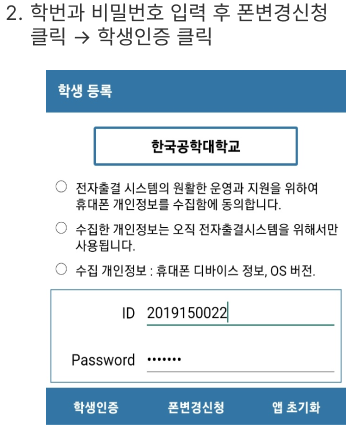 2. 학번과 비밀번호 입력 후 폰변경신청
클릭 → 학생인증 클릭
학생 등록
한국공학대학교
전자출결 시스템의 원활한 운영과 지원을 위하여
휴대폰 개인정보를 수집함에 동의합니다.
수집한 개인정보는 오직 전자출결시스템을 위해서만
사용됩니다.
수집 개인정보 : 휴대폰 디바이스 정보, OS 버전.
ID 2019150022
Password •••••••
학생인증 폰변경신청 앱 초기화